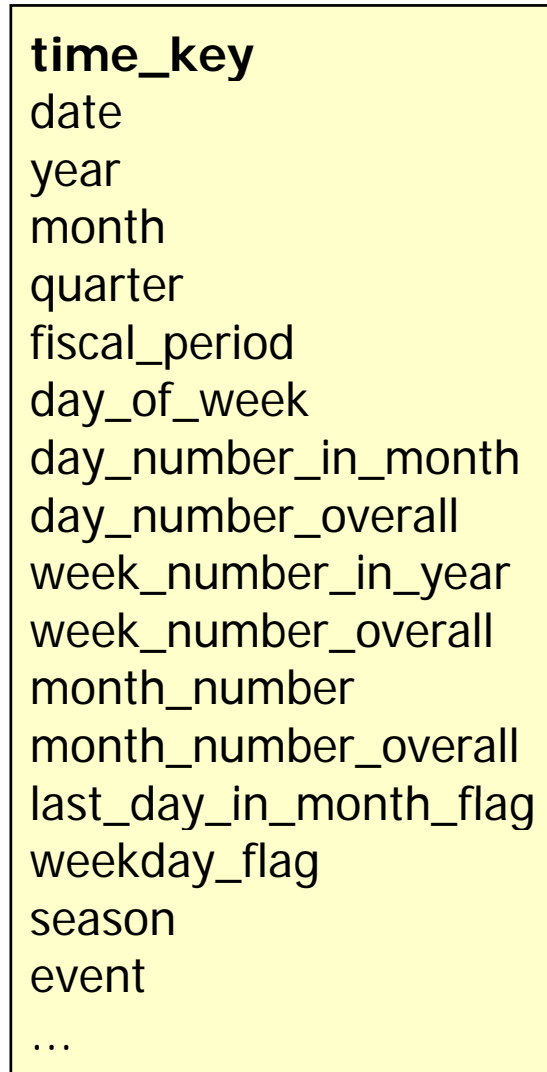 time_key
date
year
month
quarter
fiscal_period
day_of_week
day_number_in_month
day_number_overall
week_number_in_year
week_number_overall
month_number
month_number_overall
last_day_in_month_flag
weekday_flag
season
event
…